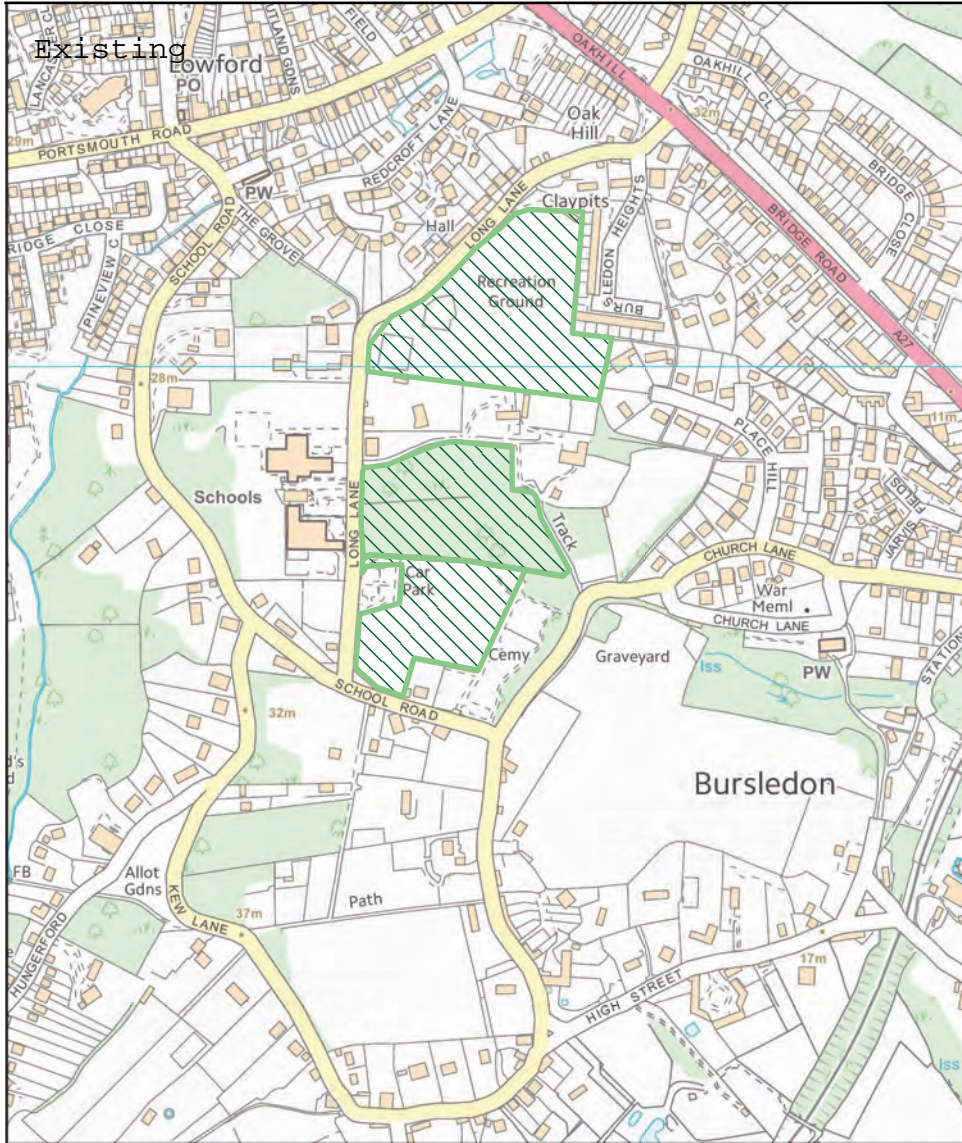 Existing
Lowford
PO
LANCASTER C
UTLAND GDNS
FIELD
OAKHILL
OAKHILL CL
29m
PORTSMOUTH ROAD
REDCROFT LANE
Oak
Hill
32m
PW
THE GROVE
SCHOOL ROAD
Hall
LONG LANE
Claypits
BRIDGE CLOSE
BRIDGE ROAD
RIDGE CLOSE
PINEVIEW C
Recreation
Ground
BURSLEDON HEIGHTS
A27
28m
11m
PLACE HILL
Schools
LONG LANE
Track
JARVIS FIELDS
Car
Park
CHURCH LANE
War
Meml
CHURCH LANE
Cemy
Graveyard
Iss
PW
STATION
SCHOOL ROAD
32m
d's
d
Bursledon
FB
Allot
Gdns
Path
KEW LANE
37m
HUNGERFORD
e
17m
HIGH STREET
Iss